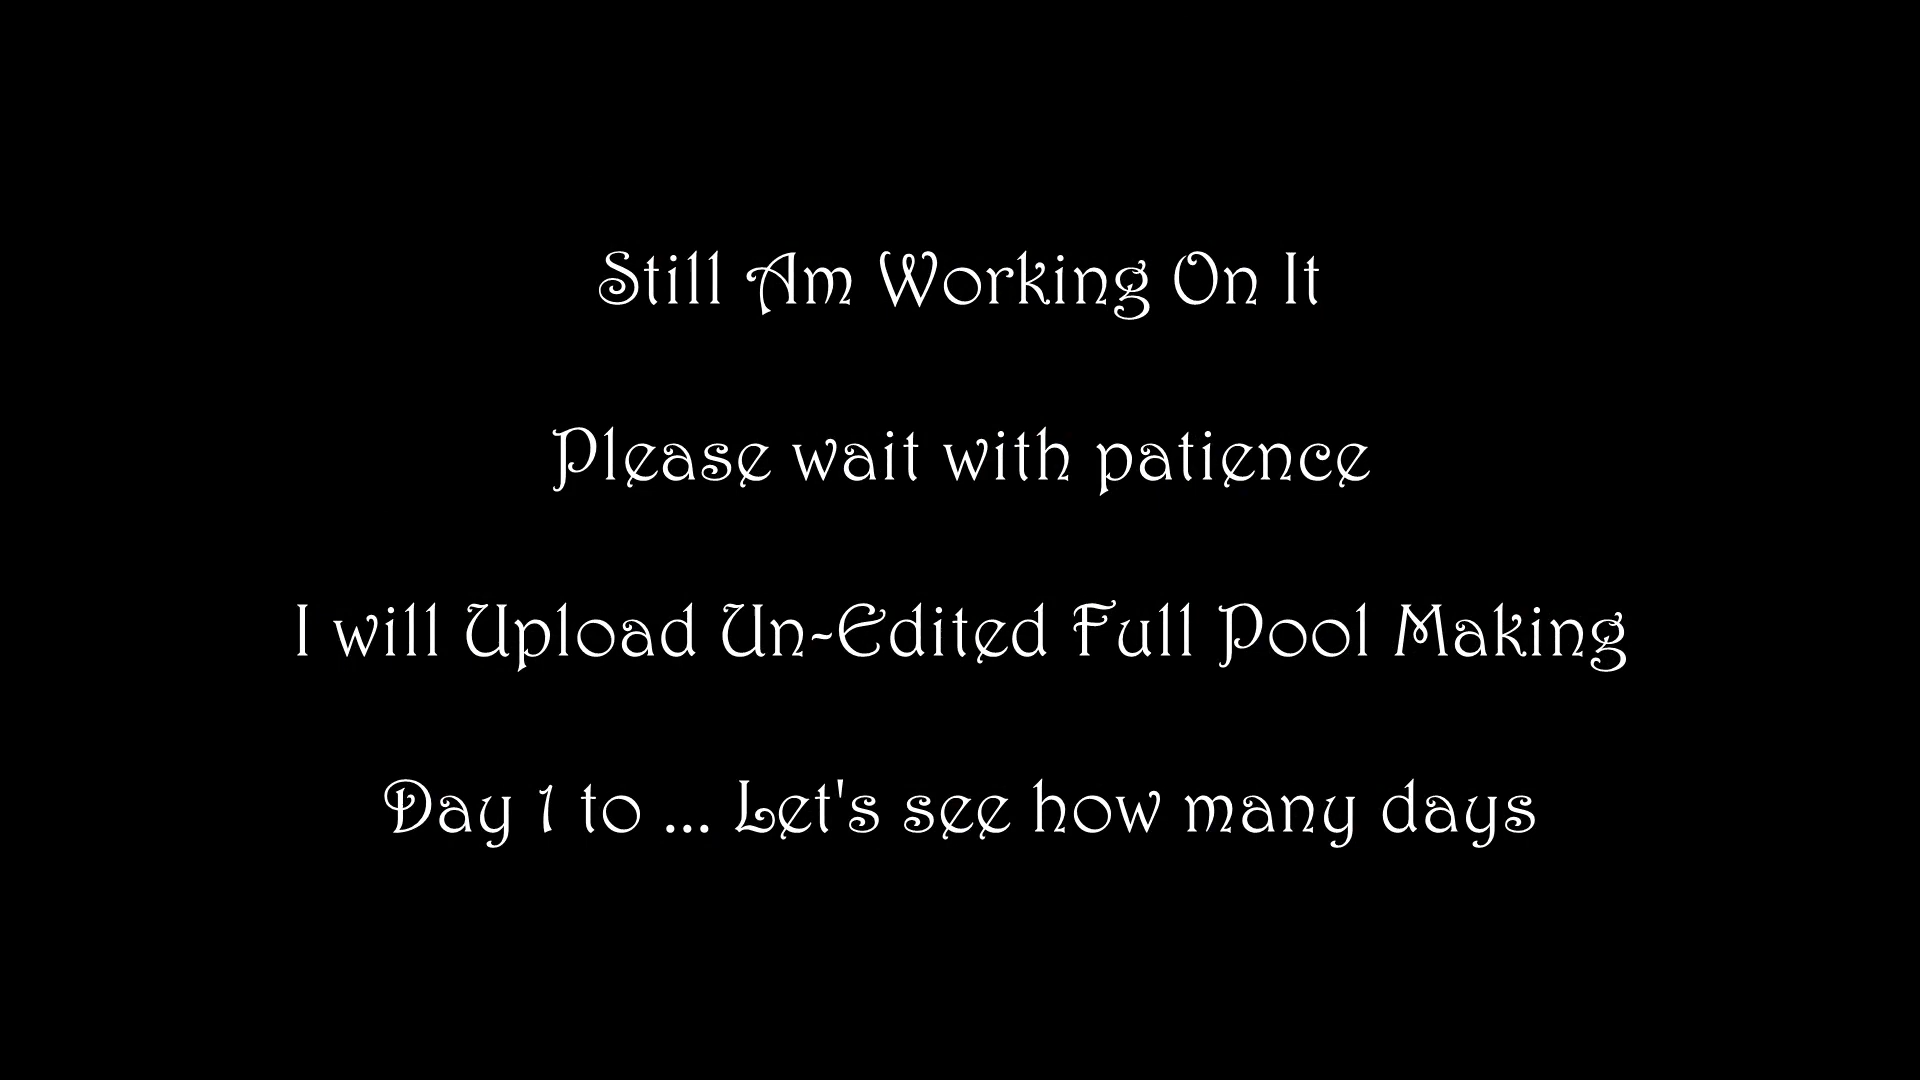 Still Am Working On It
Please wait with patience
I will Upload Un-Edited Full Pool Making
Day 1 to ... Let's see how many days